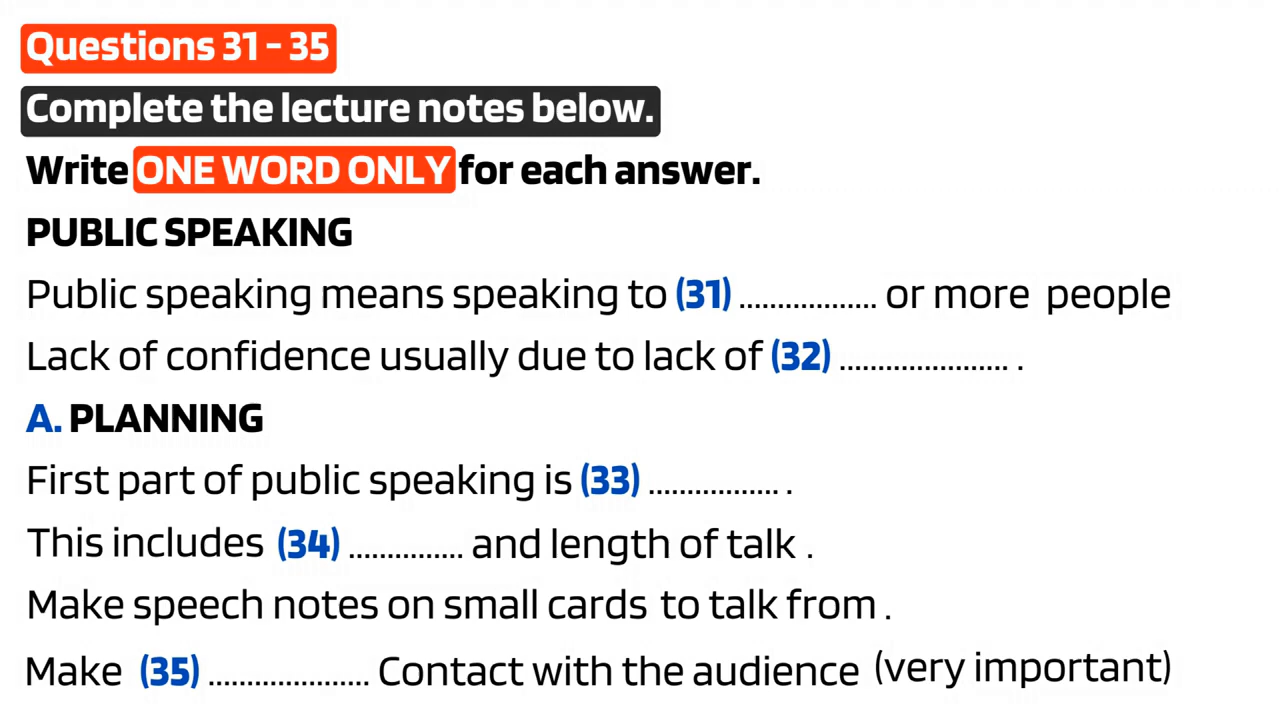 Questions 31 - 35
Complete the lecture notes below.
Write ONE WORD ONLY for each answer.
PUBLIC SPEAKING
Public speaking means speaking to (31) .................. or more people
Lack of confidence usually due to lack of (32) ...................... .
A. PLANNING
First part of public speaking is (33) ................. .
This includes (34) ............... and length of talk .
Make speech notes on small cards to talk from .
Make (35) ..................... Contact with the audience (very important)